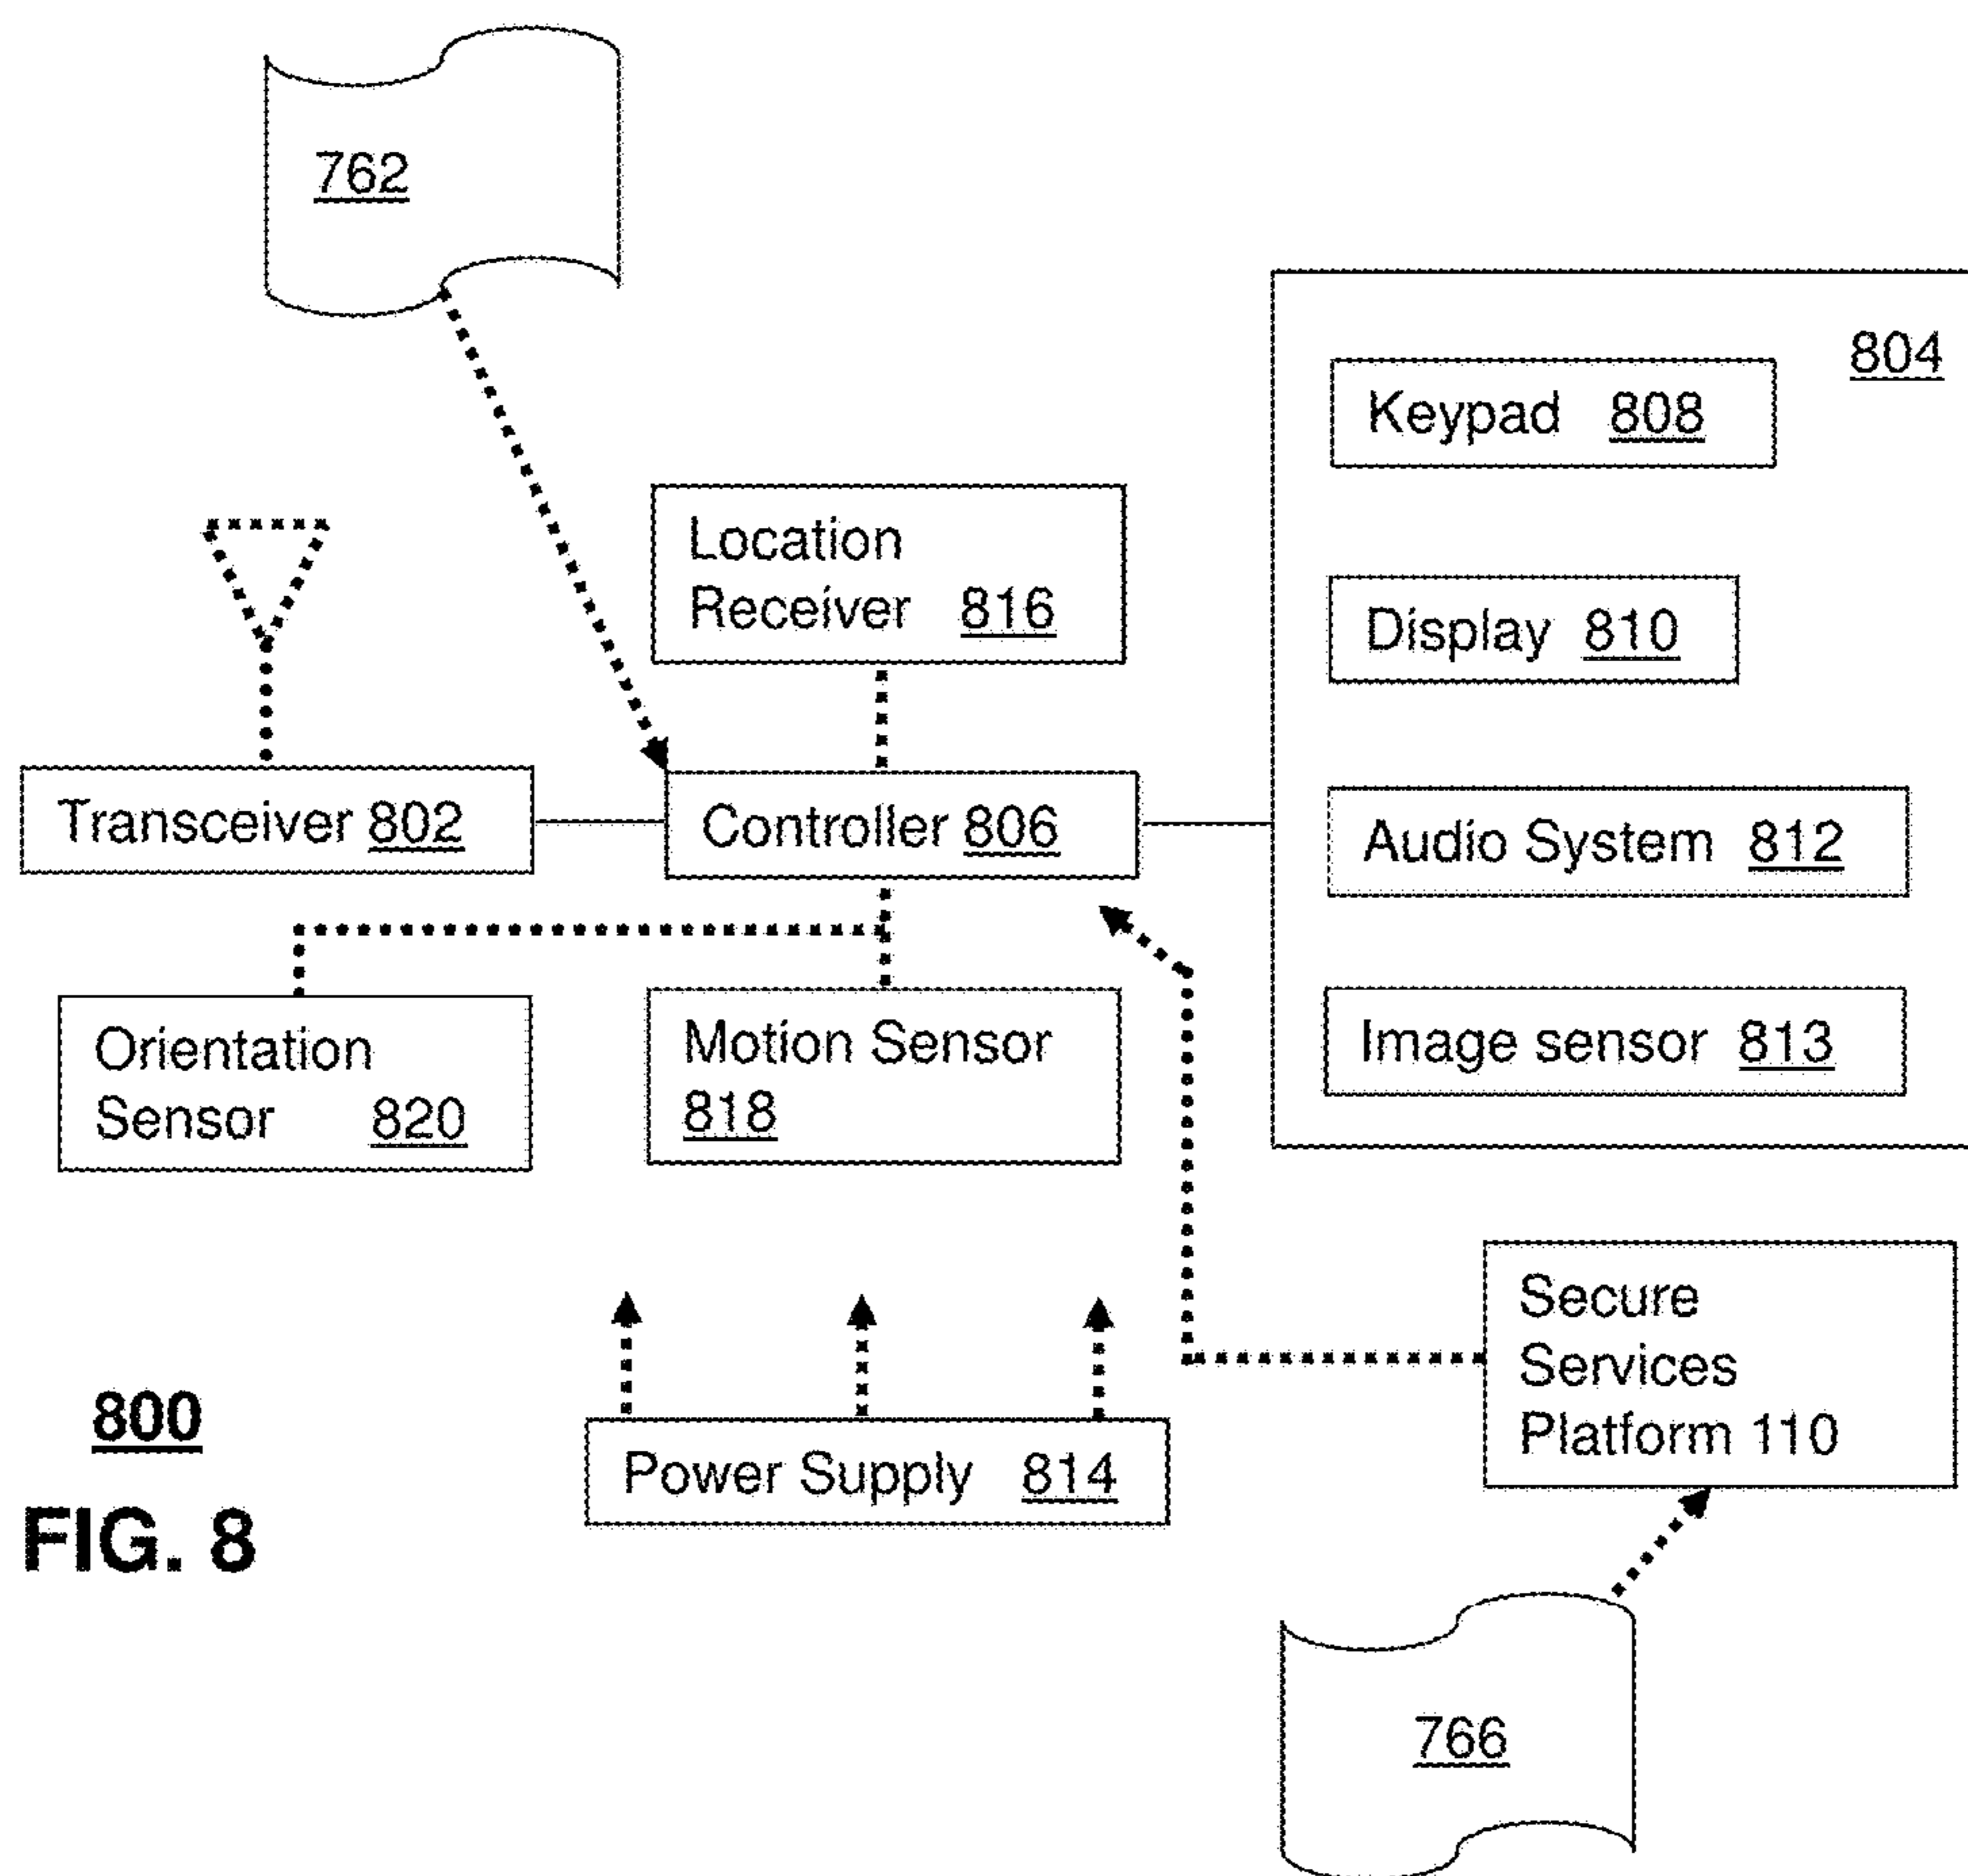 762
804
Keypad 808
Location
Receiver 816
Display 810
Transceiver 802
Controller 806
Audio System 812
Orientation
Sensor 820
Motion Sensor
818
Image sensor 813
Secure
Services
Platform 110
Power Supply 814
800
FIG. 8
766